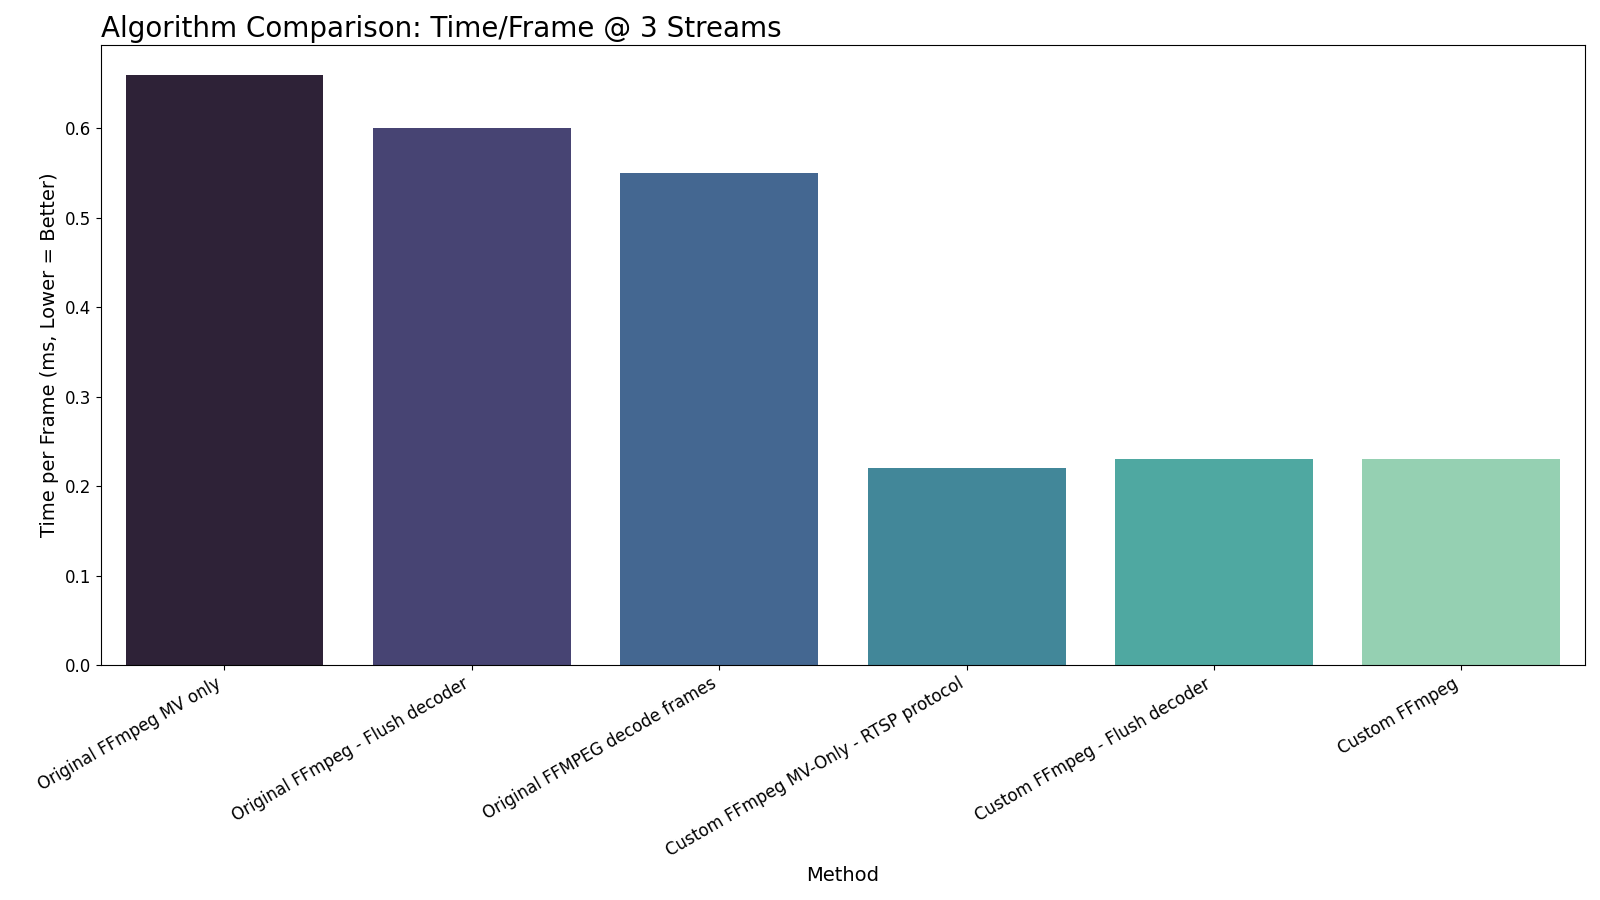 Algorithm Comparison: Time/Frame @ 3 Streams
Time per Frame (ms, Lower = Better)
0.6
0.5
0.4
0.3
0.2
0.1
0.0
Original FFmpeg MV only
Original FFmpeg - Flush decoder
Original FFMPEG decode frames
Custom FFmpeg MV-Only - RTSP protocol
Custom FFmpeg - Flush decoder
Custom FFmpeg
Method